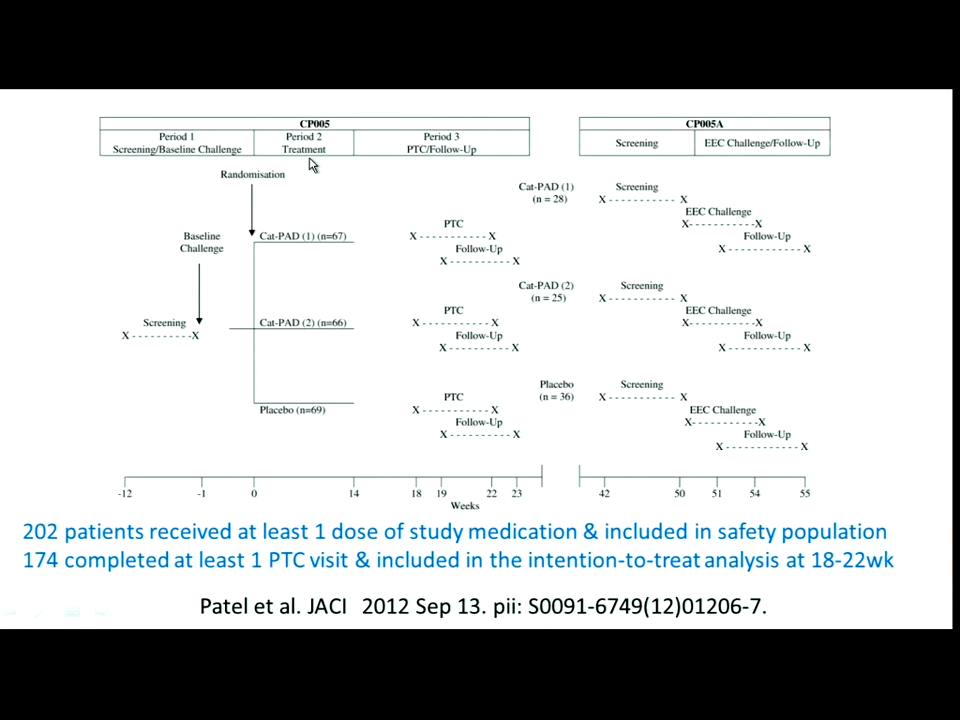 CP005
Period 1
Screening/Baseline Challenge
Period 2
Treatment
Period 3
PTC/Follow-Up
CP005A
Screening
EEC Challenge/Follow-Up
Randomisation
Baseline
Challenge
Screening
X - - - - - - - - - -X
Cat-PAD (1) (n=67)
PTC
X - - - - - - - - - - X
Follow-Up
X - - - - - - - - - - X
Cat-PAD (1)
(n = 28)
Screening
X - - - - - - - - - - - X
EEC Challenge
X- - - - - - - - - - -X
Follow-Up
X - - - - - - - - - - - X
Cat-PAD (2) (n=66)
PTC
X - - - - - - - - - - - X
Follow-Up
X - - - - - - - - - - X
Cat-PAD (2)
(n = 25)
Screening
X - - - - - - - - - - - X
EEC Challenge
X- - - - - - - - - - -X
Follow-Up
X - - - - - - - - - - - X
Placebo (n=69)
PTC
X - - - - - - - - - - - X
Follow-Up
X - - - - - - - - - - X
Placebo
(n = 36)
Screening
X - - - - - - - - - - - X
EEC Challenge
X- - - - - - - - - - -X
Follow-Up
X - - - - - - - - - - - X
-12 -1 0 14 18 19 22 23 42 50 51 54 55
Weeks
202 patients received at least 1 dose of study medication & included in safety population
174 completed at least 1 PTC visit & included in the intention-to-treat analysis at 18-22wk
Patel et al. JACI 2012 Sep 13. pii: S0091-6749(12)01206-7.